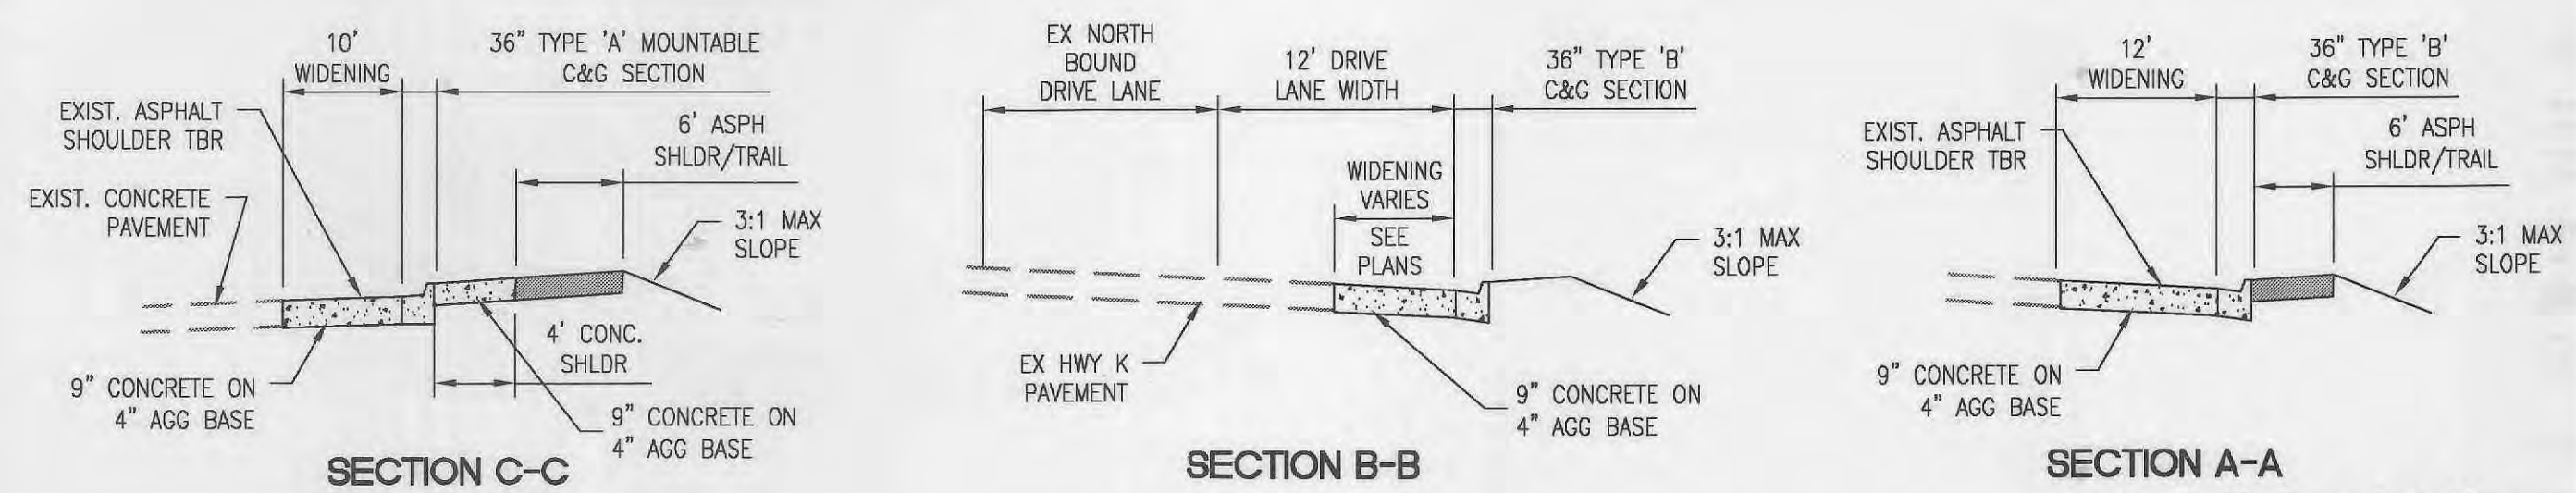 10'
WIDENING
36" TYPE 'A' MOUNTABLE
C&G SECTION
EXIST. ASPHALT
SHOULDER TBR
6' ASPH
SHLDR/TRAIL
EXIST. CONCRETE
PAVEMENT
3:1 MAX
SLOPE
4' CONC.
SHLDR
9" CONCRETE ON
4" AGG BASE
9" CONCRETE ON
4" AGG BASE
SECTION C-C
EX NORTH
BOUND
DRIVE LANE
12' DRIVE
LANE WIDTH
36" TYPE 'B'
C&G SECTION
WIDENING
VARIES
SEE
PLANS
3:1 MAX
SLOPE
EX HWY K
PAVEMENT
9" CONCRETE ON
4" AGG BASE
SECTION B-B
12'
WIDENING
36" TYPE 'B'
C&G SECTION
EXIST. ASPHALT
SHOULDER TBR
6' ASPH
SHLDR/TRAIL
3:1 MAX
SLOPE
9" CONCRETE ON
4" AGG BASE
SECTION A-A